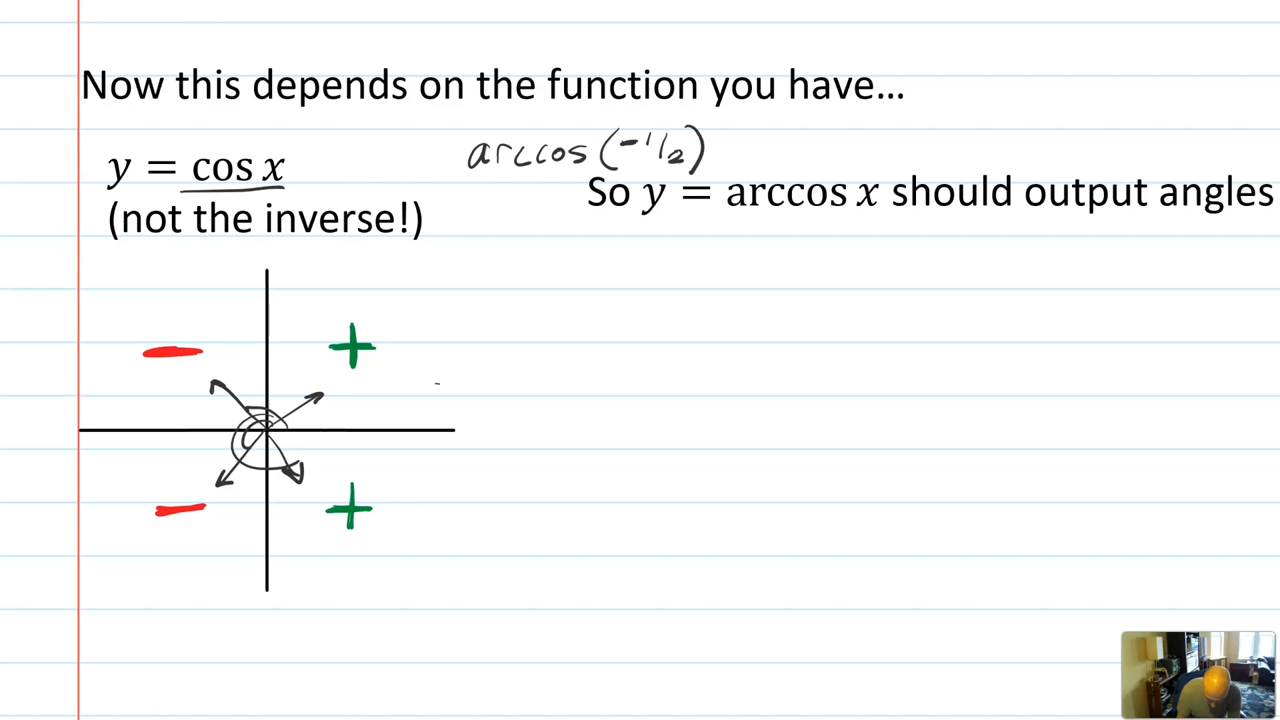 Now this depends on the function you have...
arccos (-1/2)
y = cos x
So y = arccos x should output angles
(not the inverse!)
− +
− +